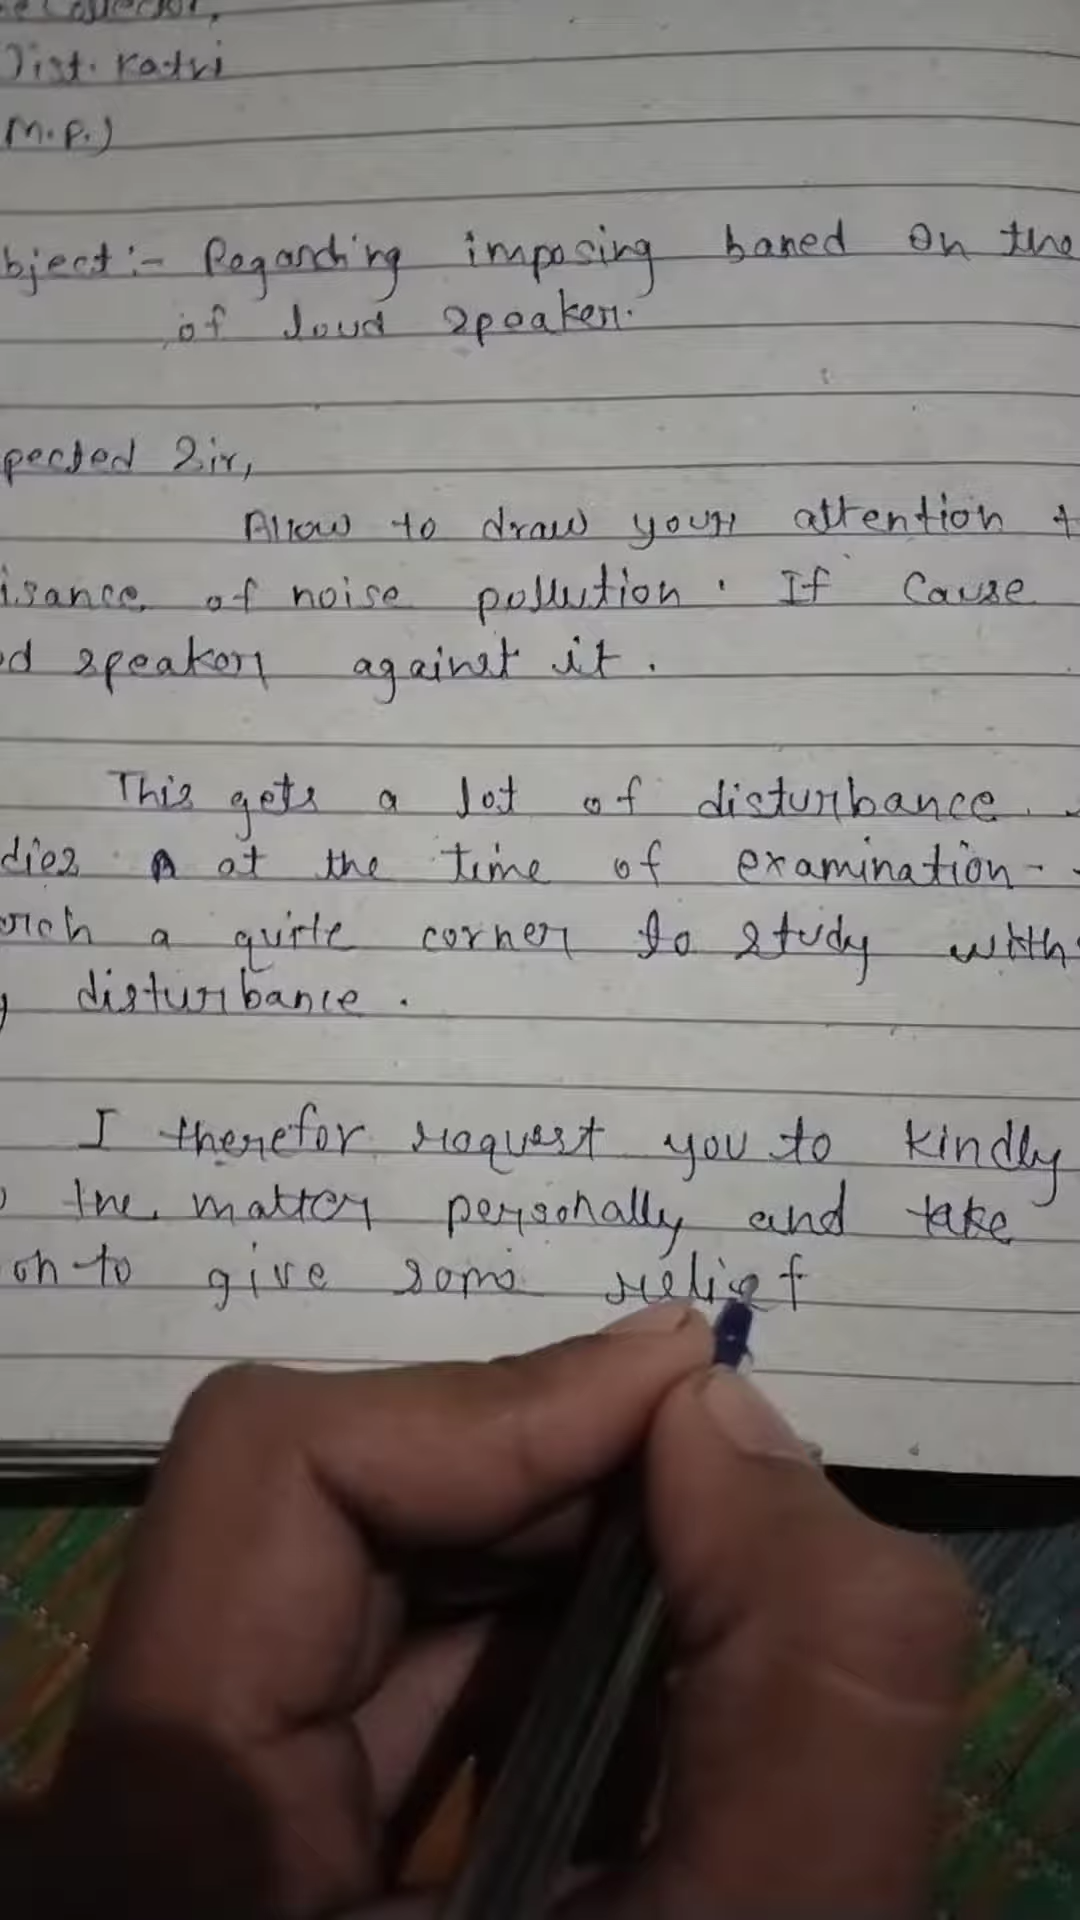 e Collector,
Dist. Katni
M.P.)
bject :- Regarding imposing baned on the
of loud speaker.
pected Sir,
Allow to draw your attention t
isance of noise pollution. If cause
d speaker against it.
This gets a lot of disturbance.
dies at the time of examination-
a quite corner to study with
disturbance.
I therefor request you to kindly
the matter personally and take
on to give some relief